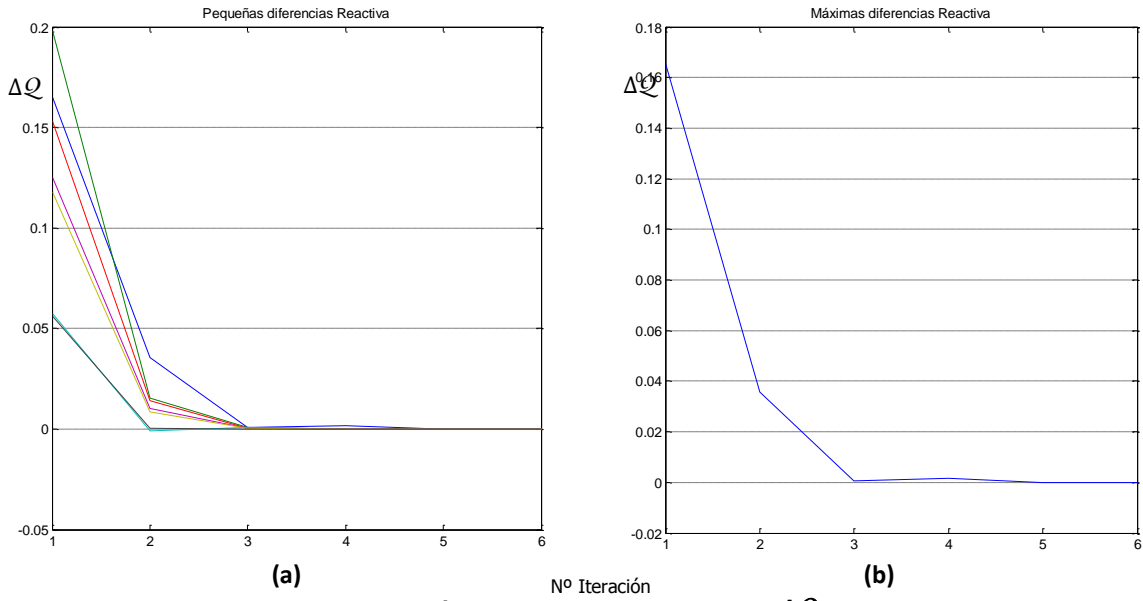 Pequeñas diferencias Reactiva
0.2
ΔQ
0.15
0.1
0.05
0
-0.05
1 2 3 4 5 6
(a)
Máximas diferencias Reactiva
0.18
0.16
ΔQ
0.14
0.12
0.1
0.08
0.06
0.04
0.02
0
-0.02
1 2 3 4 5 6
(b)
Nº Iteración